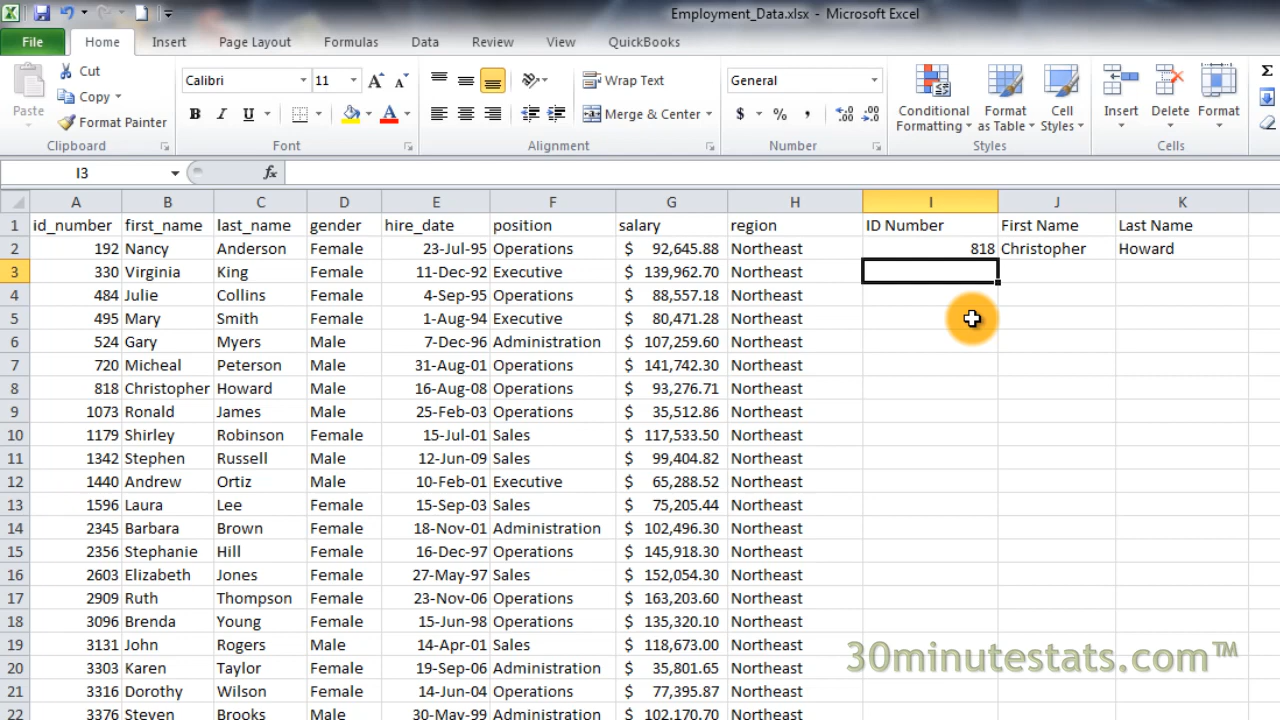 Employment_Data.xlsx - Microsoft Excel
File Home Insert Page Layout Formulas Data Review View QuickBooks
Paste Cut Copy Format Painter Clipboard
Calibri 11 B I U A A A Font
Wrap Text Merge & Center Alignment
General $ % , .0 .00 .00 .0 Number
Conditional Formatting Format as Table Cell Styles Styles
Insert Delete Format Cells Σ
I3 fx
A B C D E F G H I J K
1 id_number first_name last_name gender hire_date position salary region ID Number First Name Last Name
2 192 Nancy Anderson Female 23-Jul-95 Operations $ 92,645.88 Northeast 818 Christopher Howard
3 330 Virginia King Female 11-Dec-92 Executive $ 139,962.70 Northeast
4 484 Julie Collins Female 4-Sep-95 Operations $ 88,557.18 Northeast
5 495 Mary Smith Female 1-Aug-94 Executive $ 80,471.28 Northeast
6 524 Gary Myers Male 7-Dec-96 Administration $ 107,259.60 Northeast
7 720 Micheal Peterson Male 31-Aug-01 Operations $ 141,742.30 Northeast
8 818 Christopher Howard Male 16-Aug-08 Operations $ 93,276.71 Northeast
9 1073 Ronald James Male 25-Feb-03 Operations $ 35,512.86 Northeast
10 1179 Shirley Robinson Female 15-Jul-01 Sales $ 117,533.50 Northeast
11 1342 Stephen Russell Male 12-Jun-09 Sales $ 99,404.82 Northeast
12 1440 Andrew Ortiz Male 10-Feb-01 Executive $ 65,288.52 Northeast
13 1596 Laura Lee Female 15-Sep-03 Sales $ 75,205.44 Northeast
14 2345 Barbara Brown Female 18-Nov-01 Administration $ 102,496.30 Northeast
15 2356 Stephanie Hill Female 16-Dec-97 Operations $ 145,918.30 Northeast
16 2603 Elizabeth Jones Female 27-May-97 Sales $ 152,054.30 Northeast
17 2909 Ruth Thompson Female 23-Nov-06 Operations $ 163,203.60 Northeast
18 3096 Brenda Young Female 15-Jun-98 Operations $ 135,320.10 Northeast
19 3131 John Rogers Male 14-Apr-01 Sales $ 118,673.00 Northeast
20 3303 Karen Taylor Female 19-Sep-06 Administration $ 35,801.65 Northeast
21 3316 Dorothy Wilson Female 14-Jun-04 Operations $ 77,395.87 Northeast
22 3376 Steven Brooks Male 30-May-99 Administration $ 102,170.70 Northeast
30minutestats.com™